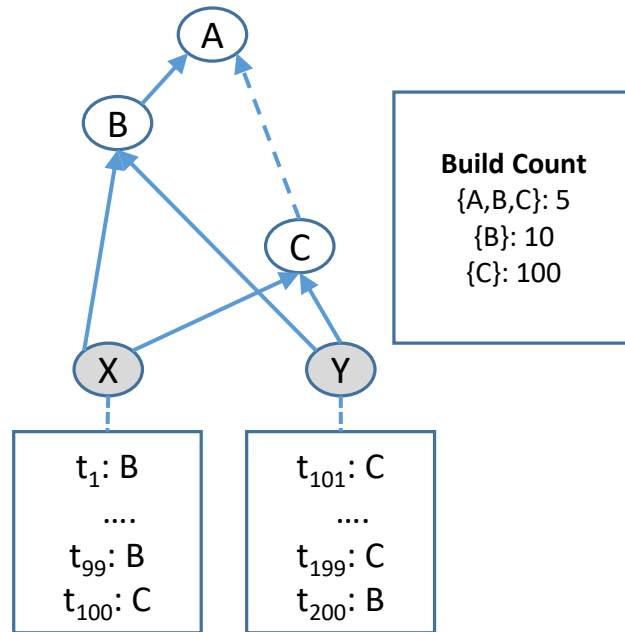 A
B
C
X
Y
Build Count
{A,B,C}: 5
{B}: 10
{C}: 100
t₁: B
....
t₉₉: B
t₁₀₀: C
t₁₀₁: C
....
t₁₉₉: C
t₂₀₀: B